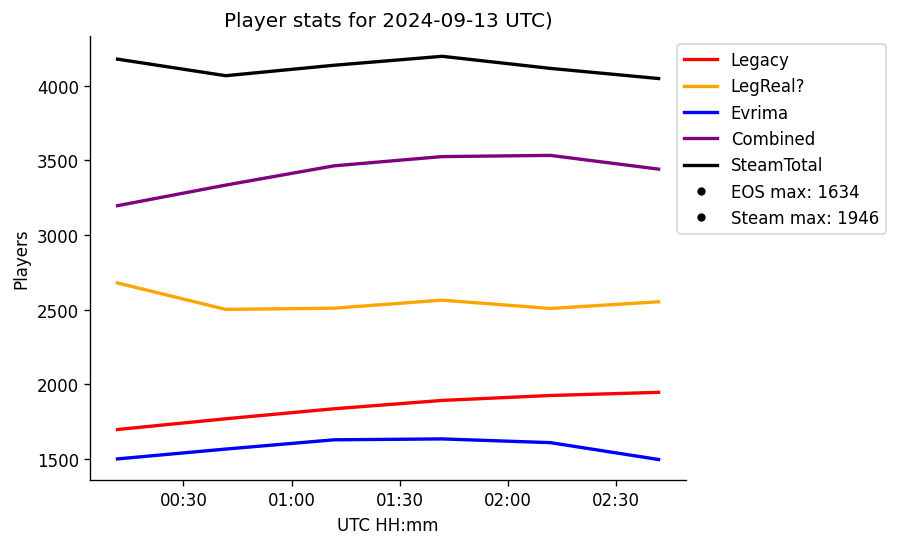 Player stats for 2024-09-13 UTC)
Legacy
LegReal?
Evrima
Combined
SteamTotal
EOS max: 1634
Steam max: 1946
Players
4000
3500
3000
2500
2000
1500
00:30 01:00 01:30 02:00 02:30
UTC HH:mm